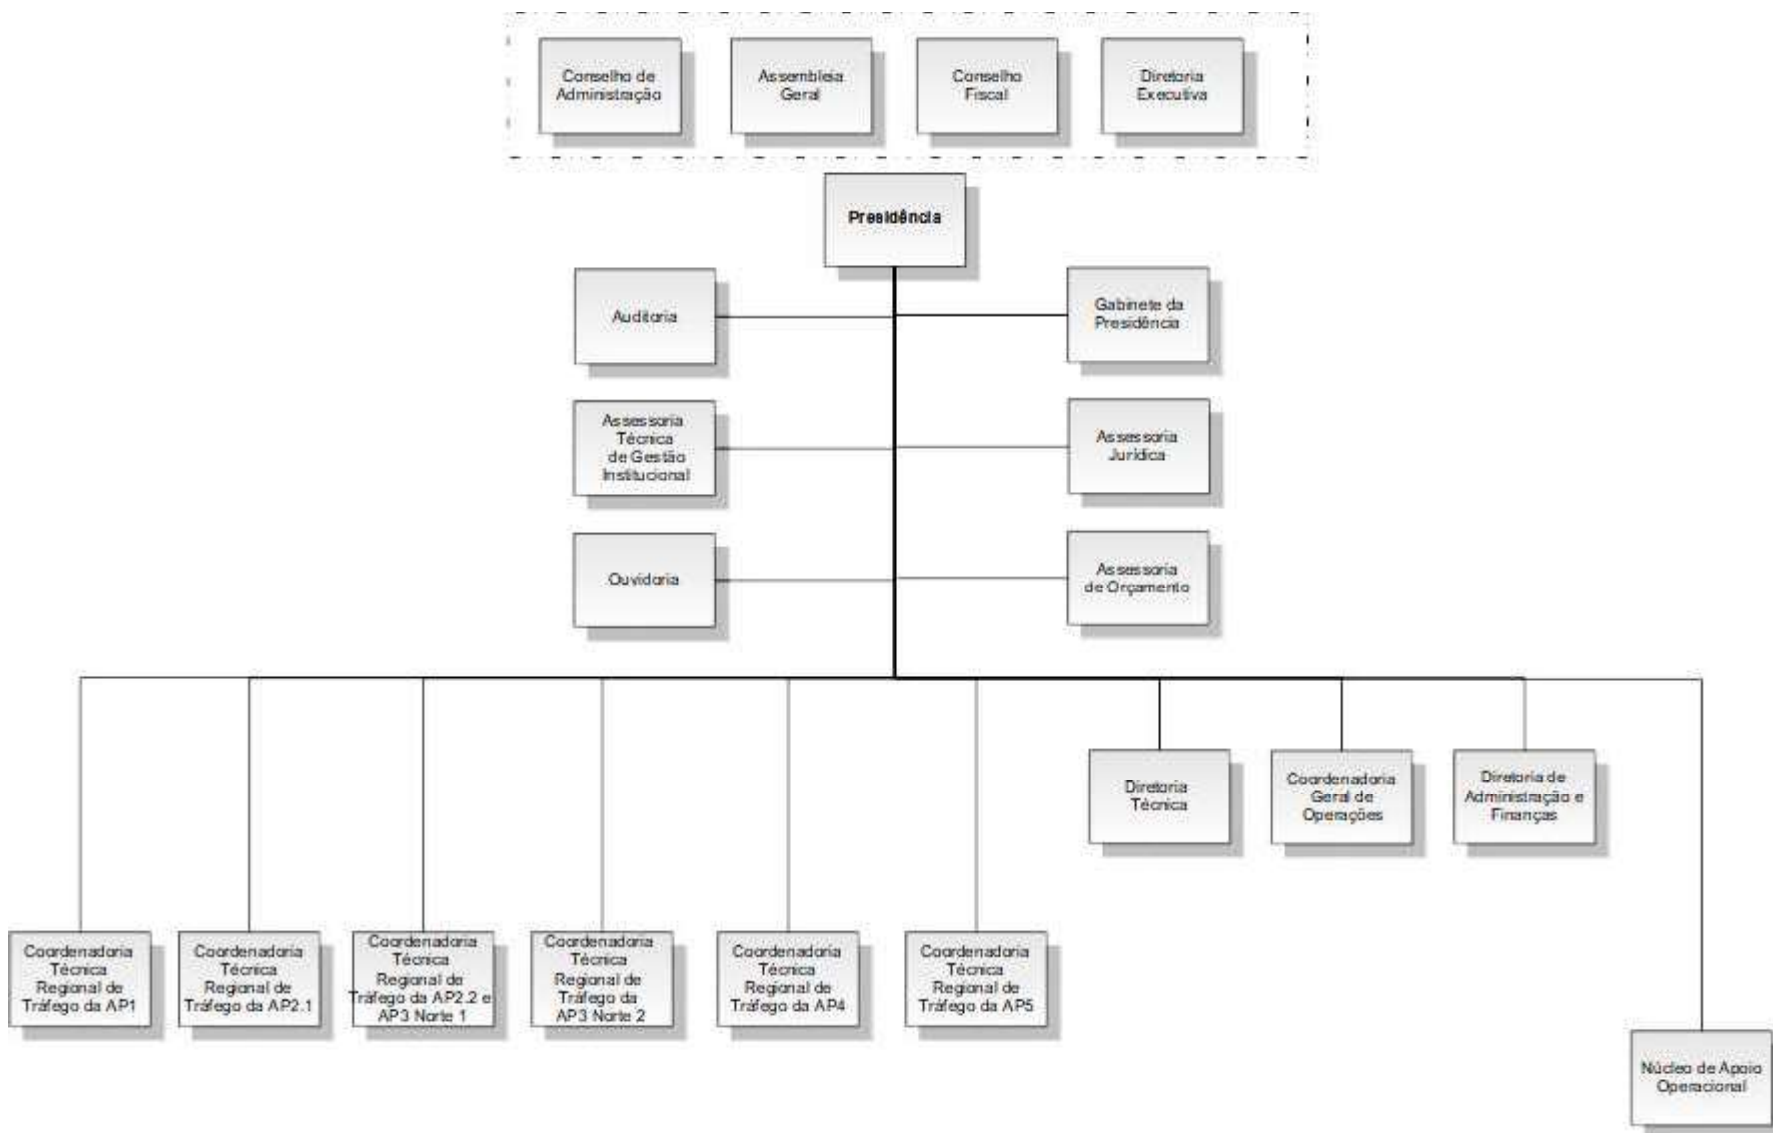 Conselho de
Administração
Assembleia
Geral
Conselho
Fiscal
Diretoria
Executiva
Presidência
Auditoria
Gabinete da
Presidência
Assessoria
Técnica
de Gestão
Institucional
Assessoria
Jurídica
Ouvidoria
Assessoria
de Orçamento
Diretoria
Técnica
Coordenadoria
Geral de
Operações
Diretoria de
Administração e
Finanças
Coordenadoria
Técnica
Regional de
Tráfego da AP1
Coordenadoria
Técnica
Regional de
Tráfego da AP2.1
Coordenadoria
Técnica
Regional de
Tráfego da AP2.2 e
AP3 Norte 1
Coordenadoria
Técnica
Regional de
Tráfego da
AP3 Norte 2
Coordenadoria
Técnica
Regional de
Tráfego da AP4
Coordenadoria
Técnica
Regional de
Tráfego da AP5
Núcleo de Apoio
Operacional